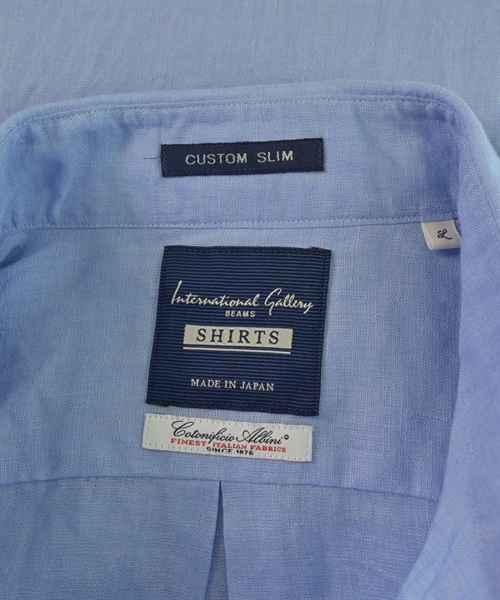 CUSTOM SLIM
L
International Gallery
BEAMS
SHIRTS
MADE IN JAPAN
Cotonificio Albini
FINEST ITALIAN FABRICS
SINCE 1876